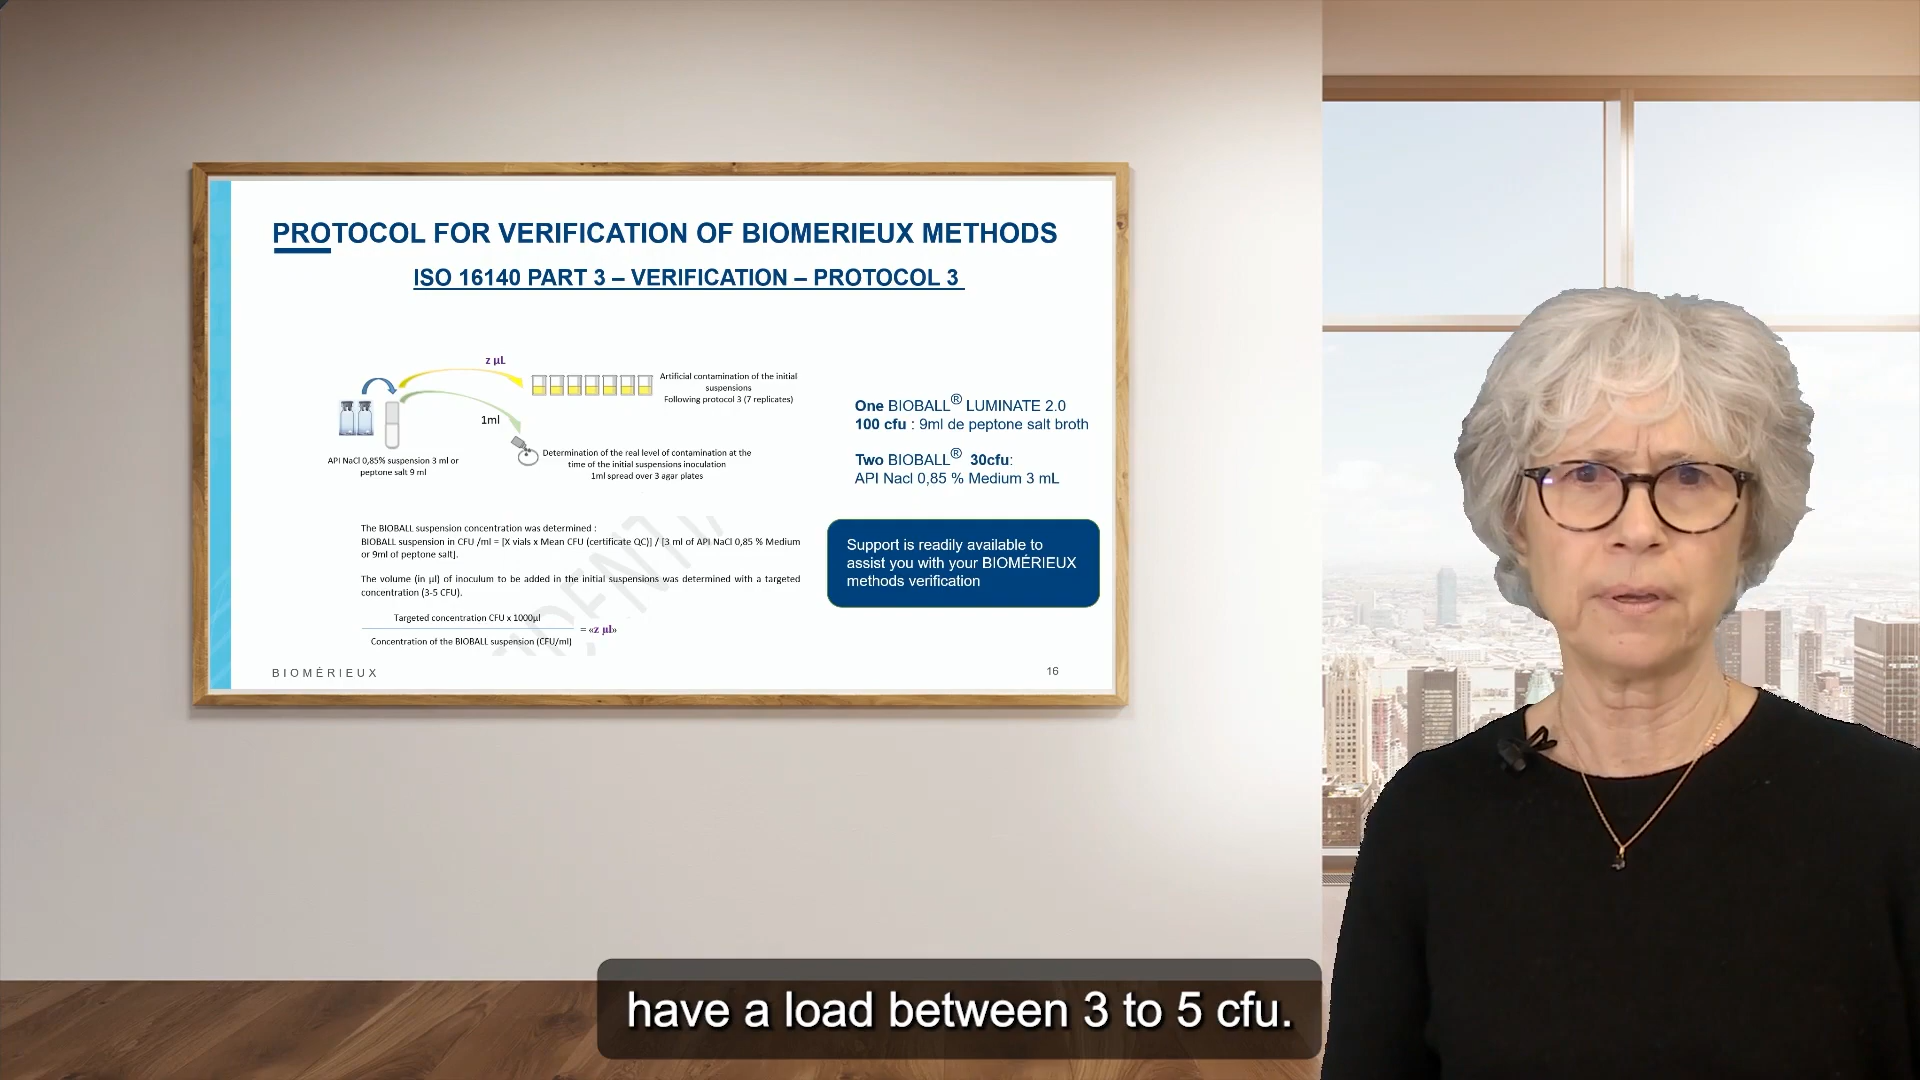 PROTOCOL FOR VERIFICATION OF BIOMERIEUX METHODS
ISO 16140 PART 3 – VERIFICATION – PROTOCOL 3
z µL
Artificial contamination of the initial
suspensions
Following protocol 3 (7 replicates)
1ml
Determination of the real level of contamination at the
time of the initial suspensions inoculation
1ml spread over 3 agar plates
API NaCl 0,85% suspension 3 ml or
peptone salt 9 ml
One BIOBALL® LUMINATE 2.0
100 cfu : 9ml de peptone salt broth
Two BIOBALL® 30cfu:
API Nacl 0,85 % Medium 3 mL
The BIOBALL suspension concentration was determined :
BIOBALL suspension in CFU /ml = [X vials x Mean CFU (certificate QC)] / [3 ml of API NaCl 0,85 % Medium
or 9ml of peptone salt].
The volume (in µl) of inoculum to be added in the initial suspensions was determined with a targeted
concentration (3-5 CFU).
Targeted concentration CFU x 1000µl
= «z µl»
Concentration of the BIOBALL suspension (CFU/ml)
Support is readily available to
assist you with your BIOMÉRIEUX
methods verification
BIOMÉRIEUX
16
have a load between 3 to 5 cfu.